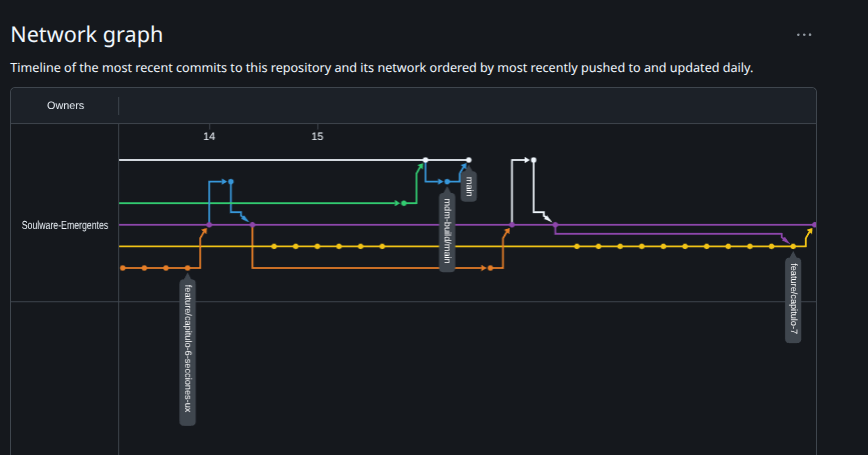 Network graph
Timeline of the most recent commits to this repository and its network ordered by most recently pushed to and updated daily.
Owners
14
15
Soulware-Emergentes
main
mdm-build/main
feature/capitulo-7
feature/capitulo-6-secciones-ux